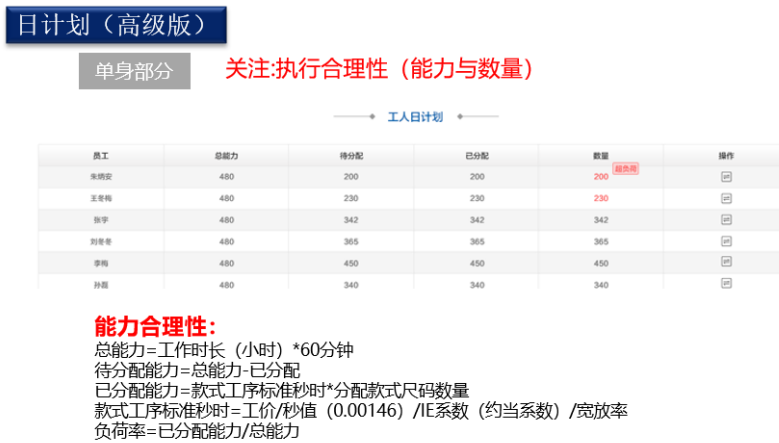 日计划（高级版）
单身部分
关注:执行合理性（能力与数量）
工人日计划
员工 总能力 待分配 已分配 数量 操作
超负荷
朱炳安 480 200 200 200
王冬梅 480 230 230 230
张宇 480 342 342 342
刘冬冬 480 365 365 365
李梅 480 450 450 450
孙磊 480 340 340 340
能力合理性：
总能力=工作时长（小时）*60分钟
待分配能力=总能力-已分配
已分配能力=款式工序标准秒时*分配款式尺码数量
款式工序标准秒时=工价/秒值（0.00146）/IE系数（约当系数）/宽放率
负荷率=已分配能力/总能力